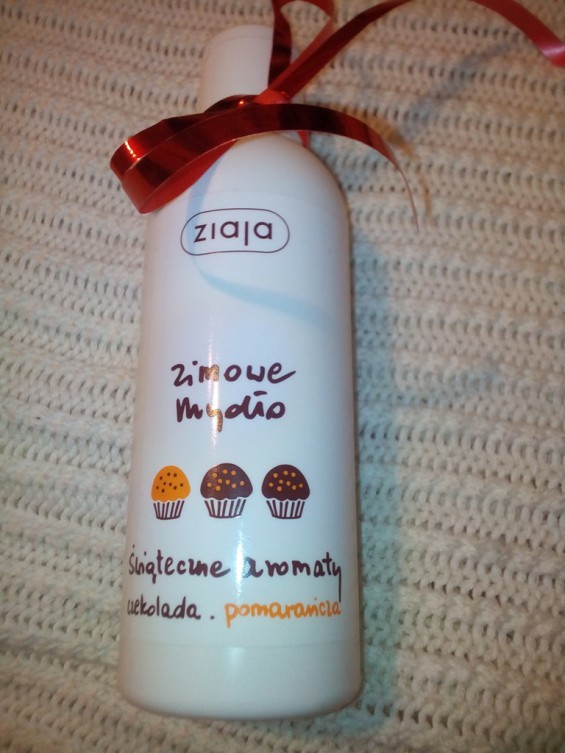 ziaja
zimowe
mydło
świąteczne aromaty
czekolada . pomarańcza